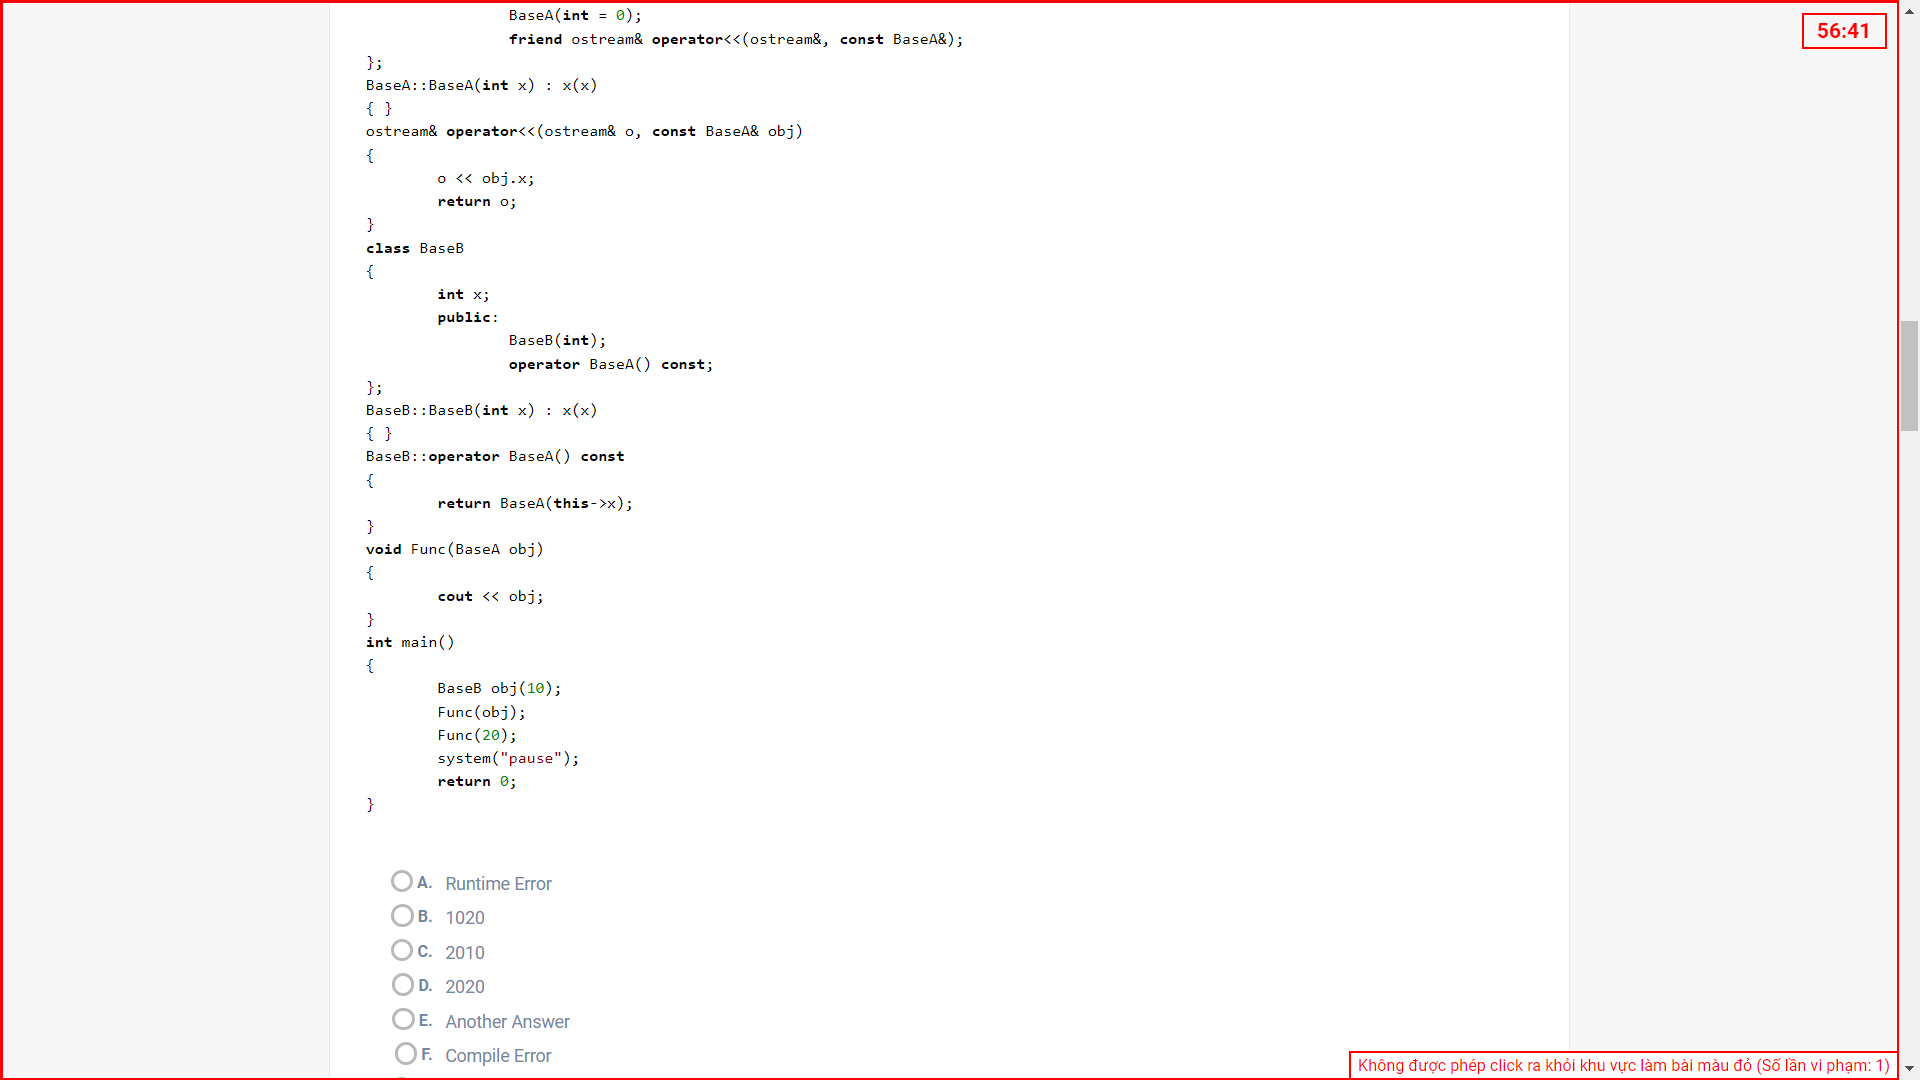 BaseA(int = 0);
56:41
friend ostream& operator<<(ostream&, const BaseA&);
};
BaseA::BaseA(int x) : x(x)
{ }
ostream& operator<<(ostream& o, const BaseA& obj)
{
o << obj.x;
return o;
}
class BaseB
{
int x;
public:
BaseB(int);
operator BaseA() const;
};
BaseB::BaseB(int x) : x(x)
{ }
BaseB::operator BaseA() const
{
return BaseA(this->x);
}
void Func(BaseA obj)
{
cout << obj;
}
int main()
{
BaseB obj(10);
Func(obj);
Func(20);
system("pause");
return 0;
}
A. Runtime Error
B. 1020
C. 2010
D. 2020
E. Another Answer
F. Compile Error
Không được phép click ra khỏi khu vực làm bài màu đỏ (Số lần vi phạm: 1)